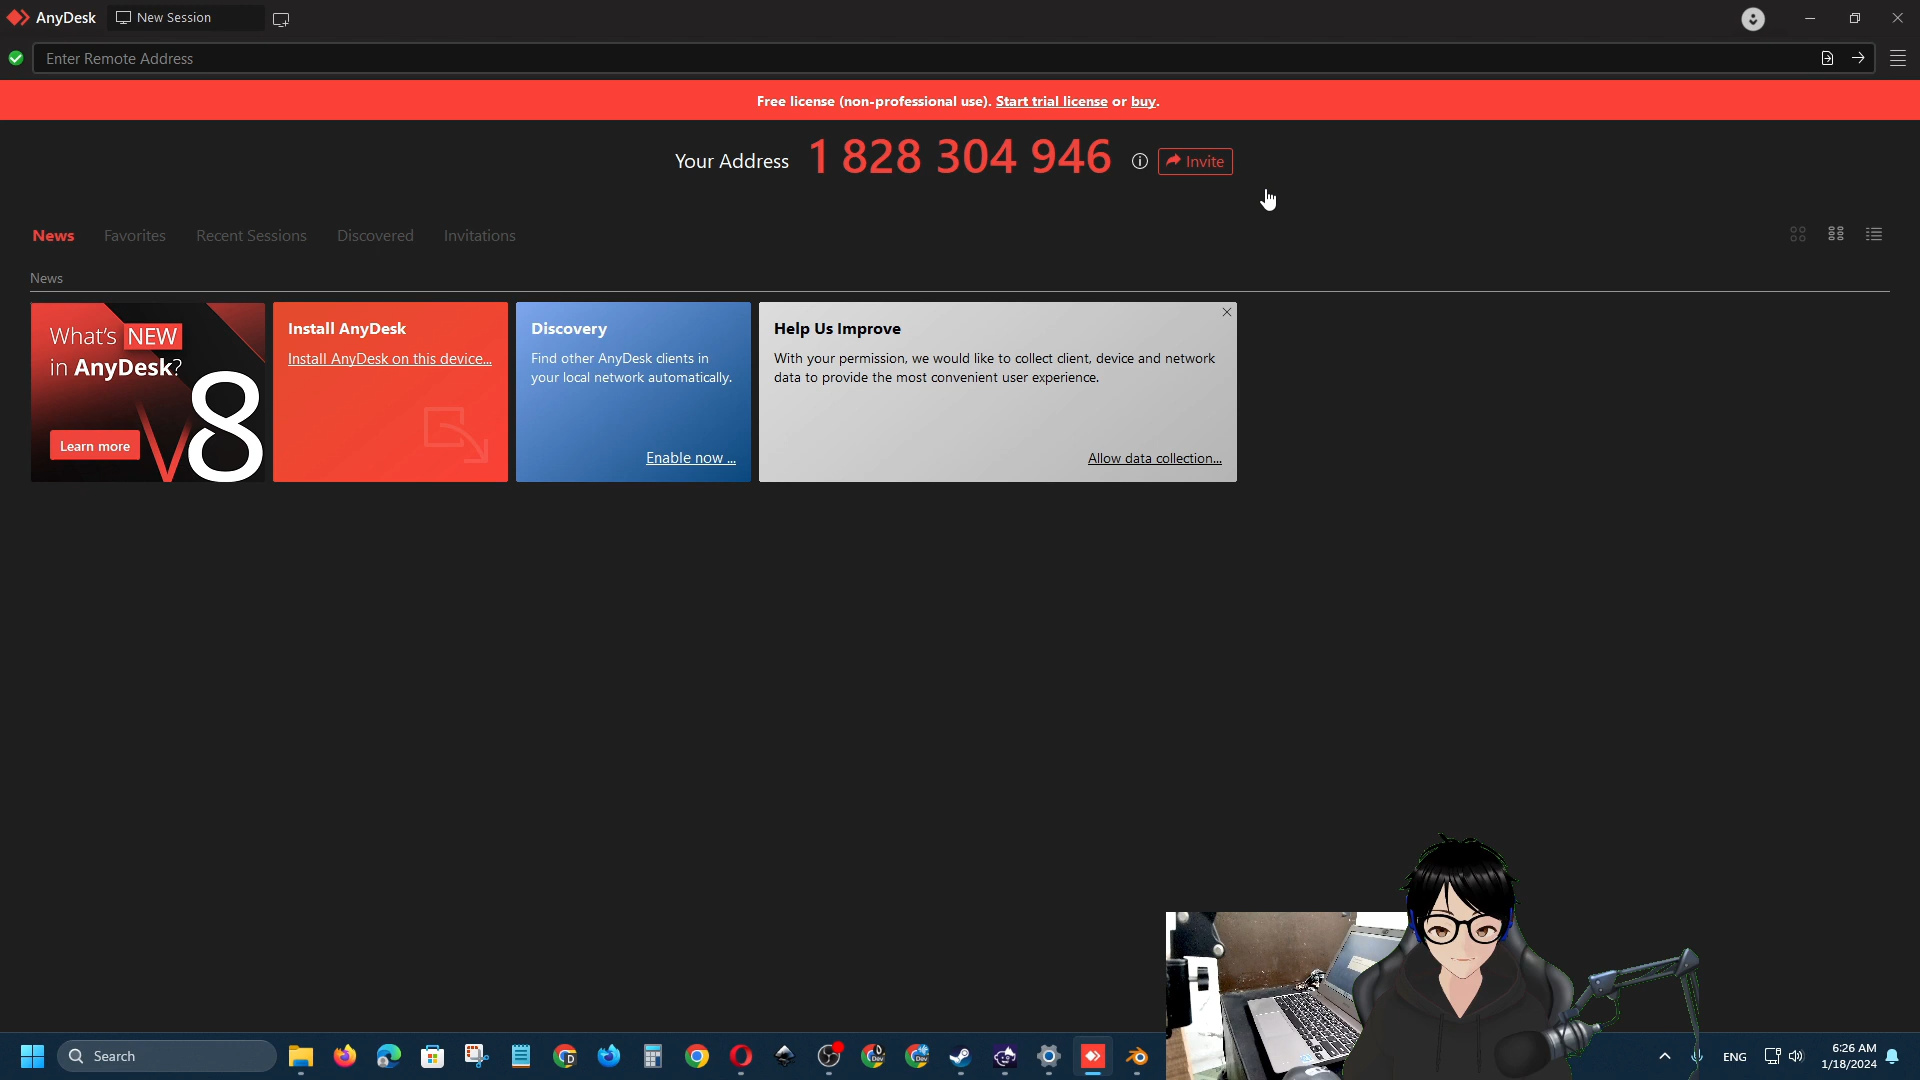 AnyDesk
New Session
Enter Remote Address
Free license (non-professional use). Start trial license or buy.
Your Address 1 828 304 946
Invite
News Favorites Recent Sessions Discovered Invitations
News
What's NEW
in AnyDesk?
V8
Learn more
Install AnyDesk
Install AnyDesk on this device...
Discovery
Find other AnyDesk clients in
your local network automatically.
Enable now ...
Help Us Improve
With your permission, we would like to collect client, device and network
data to provide the most convenient user experience.
Allow data collection...
Search
Dev
Dev
ENG
6:26 AM
1/18/2024